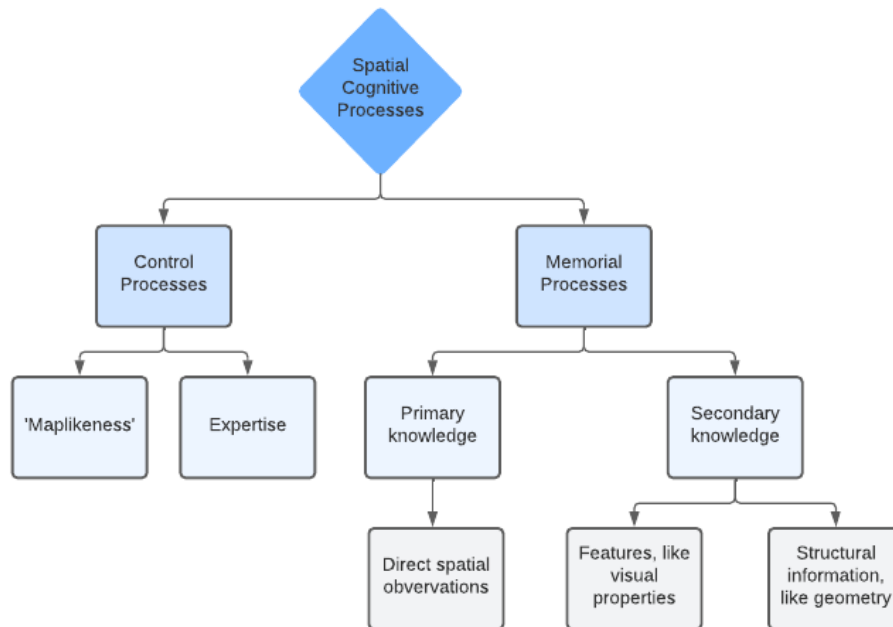 Spatial
Cognitive
Processes
Control
Processes
Memorial
Processes
'Maplikeness'
Expertise
Primary
knowledge
Secondary
knowledge
Direct spatial
obvervations
Features, like
visual
properties
Structural
information,
like geometry